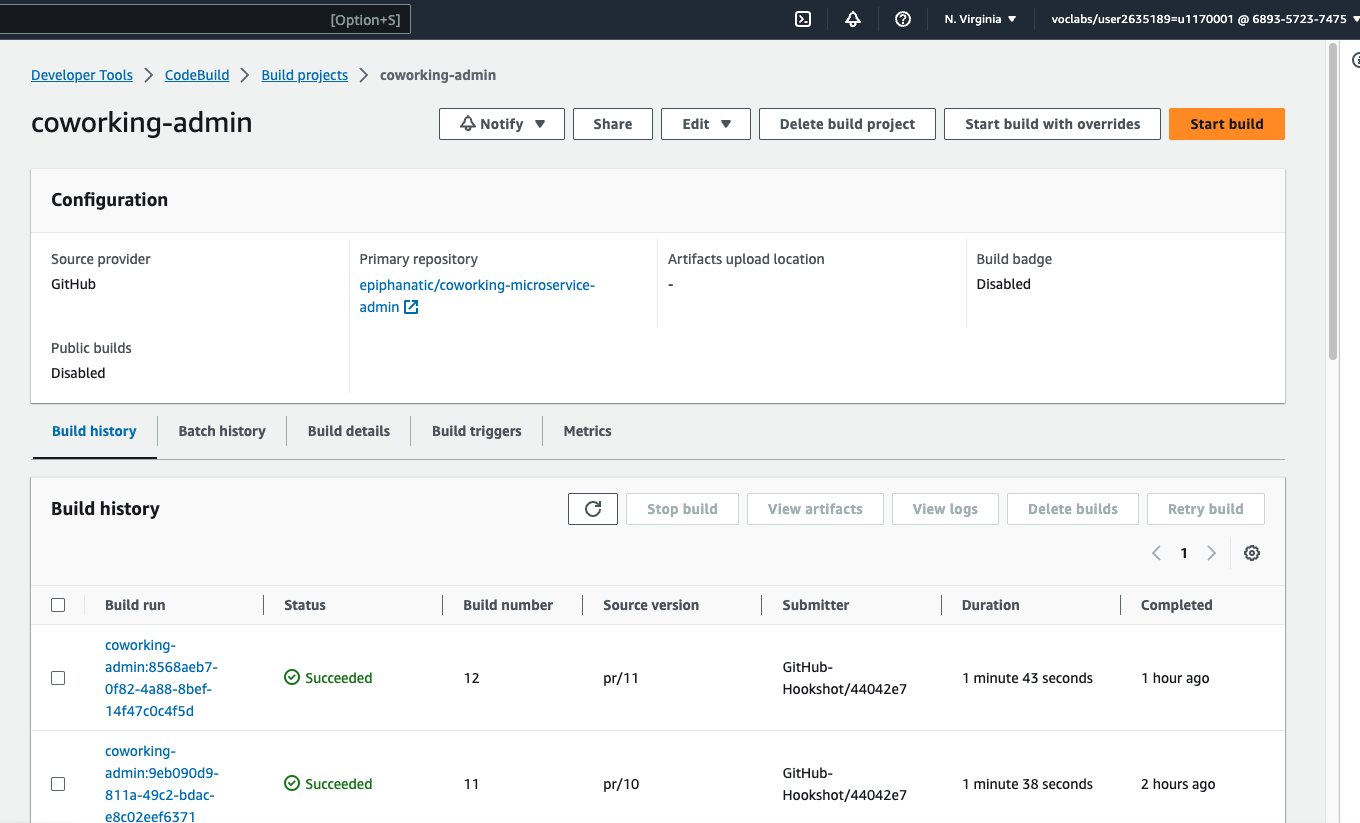 [Option+S]
N. Virginia
voclabs/user2635189=u1170001 @ 6893-5723-7475
Developer Tools
CodeBuild
Build projects
coworking-admin
coworking-admin
Notify
Share
Edit
Delete build project
Start build with overrides
Start build
Configuration
Source provider
GitHub
Primary repository
epiphanatic/coworking-microservice-
admin
Artifacts upload location
-
Build badge
Disabled
Public builds
Disabled
Build history
Batch history
Build details
Build triggers
Metrics
Build history
Stop build
View artifacts
View logs
Delete builds
Retry build
1
Build run
Status
Build number
Source version
Submitter
Duration
Completed
coworking-
admin:8568aeb7-
0f82-4a88-8bef-
14f47c0c4f5d
Succeeded
12
pr/11
GitHub-
Hookshot/44042e7
1 minute 43 seconds
1 hour ago
coworking-
admin:9eb090d9-
811a-49c2-bdac-
e8c02eef6371
Succeeded
11
pr/10
GitHub-
Hookshot/44042e7
1 minute 38 seconds
2 hours ago